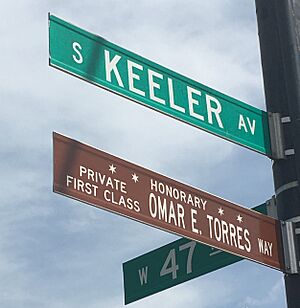 S KEELER AV
PRIVATE HONORARY
FIRST CLASS OMAR E. TORRES WAY
W 47